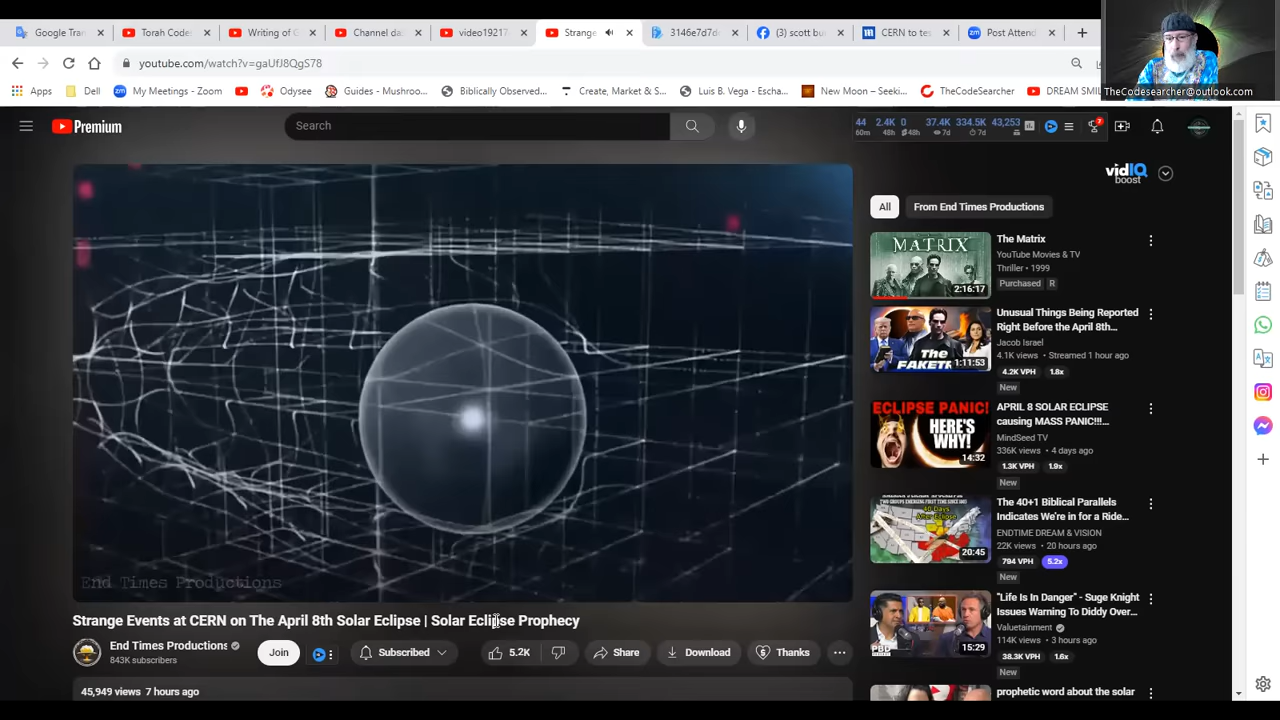 Google Tran
Torah Code
Writing of G
Channel da
video19217
Strange
3146e7d7d
(3) scott bu
CERN to tes
Post Attend
youtube.com/watch?v=gaUfJ8QgS78
TheCodesearcher@outlook.com
Apps
Dell
My Meetings - Zoom
Odysee
Guides - Mushroo...
Biblically Observed...
Create, Market & S...
Luis B. Vega - Escha...
New Moon – Seeki...
TheCodeSearcher
DREAM SMIL
Premium
Search
44 2.4K 0 37.4K 334.5K 43,253
60m 48h 48h 7d 7d
7
vidIQ
boost
All
From End Times Productions
THE MATRIX
2:16:17
The Matrix
YouTube Movies & TV
Thriller • 1999
Purchased R
The
FAKETR
1:11:53
Unusual Things Being Reported
Right Before the April 8th...
Jacob Israel
4.1K views • Streamed 1 hour ago
4.2K VPH 1.8x
New
ECLIPSE PANIC!
HERE'S
WHY!
14:32
APRIL 8 SOLAR ECLIPSE
causing MASS PANIC!!!...
MindSeed TV
336K views • 4 days ago
1.3K VPH 1.9x
New
40 Days
After Eclipse
20:45
The 40+1 Biblical Parallels
Indicates We're in for a Ride...
ENDTIME DREAM & VISION
22K views • 20 hours ago
794 VPH 5.2x
New
PBD
15:29
"Life Is In Danger" - Suge Knight
Issues Warning To Diddy Over...
Valuetainment
114K views • 3 hours ago
38.3K VPH 1.6x
New
prophetic word about the solar
End Times Productions
Strange Events at CERN on The April 8th Solar Eclipse | Solar Eclipse Prophecy
End Times Productions
843K subscribers
Join
Subscribed
5.2K
Share
Download
Thanks
45,949 views 7 hours ago